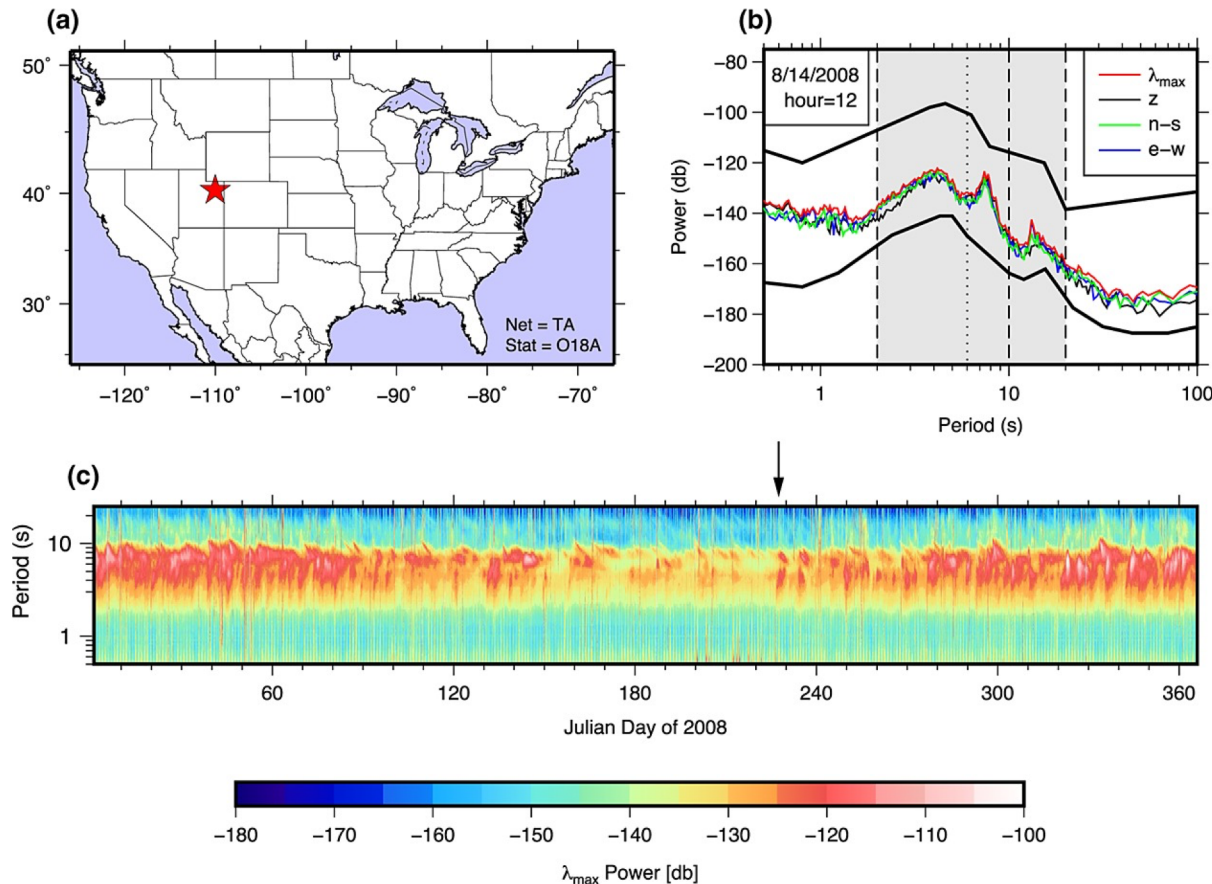 (a)
50°
40°
30°
−120° −110° −100° −90° −80° −70°
Net = TA
Stat = O18A
(b)
8/14/2008
hour=12
λmax
z
n−s
e−w
−80
−100
−120
−140
−160
−180
−200
Power (db)
1 10 100
Period (s)
(c)
10
1
Period (s)
60 120 180 240 300 360
Julian Day of 2008
−180 −170 −160 −150 −140 −130 −120 −110 −100
λmax Power [db]